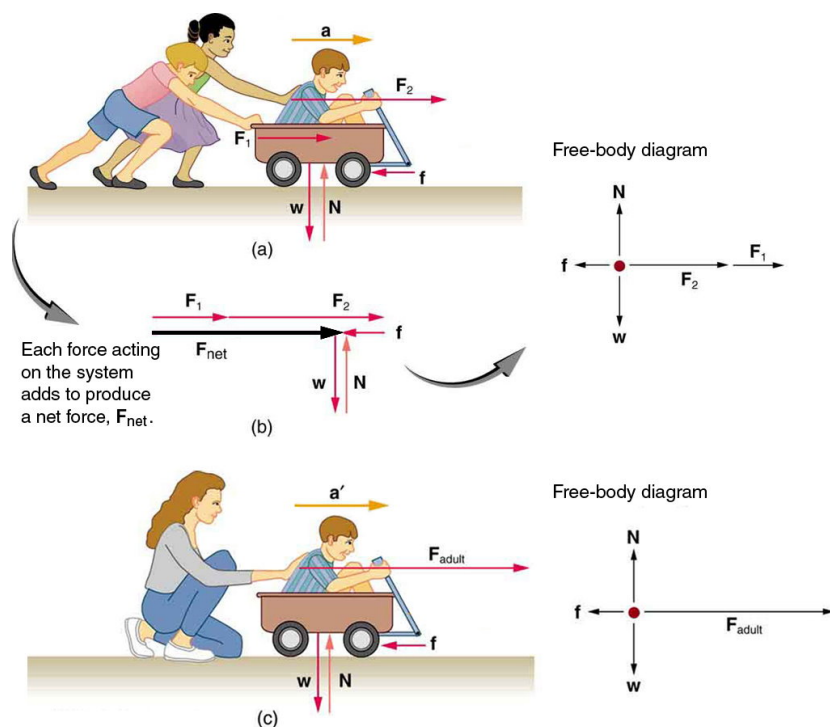 a
F2
F1
f
w
N
(a)
Free-body diagram
N
f
F2
F1
w
F1
F2
Fnet
f
w
N
(b)
Each force acting
on the system
adds to produce
a net force, Fnet.
a′
Fadult
f
w
N
(c)
Free-body diagram
N
f
Fadult
w